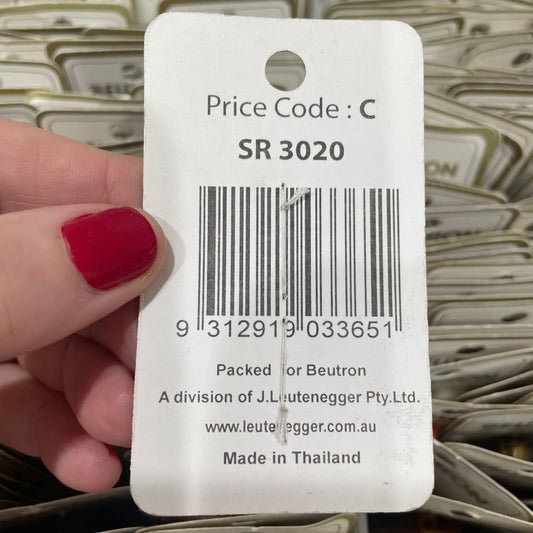 Price Code : C
SR 3020
9 312919 033651
Packed for Beutron
A division of J.Leutenegger Pty.Ltd.
www.leutenegger.com.au
Made in Thailand